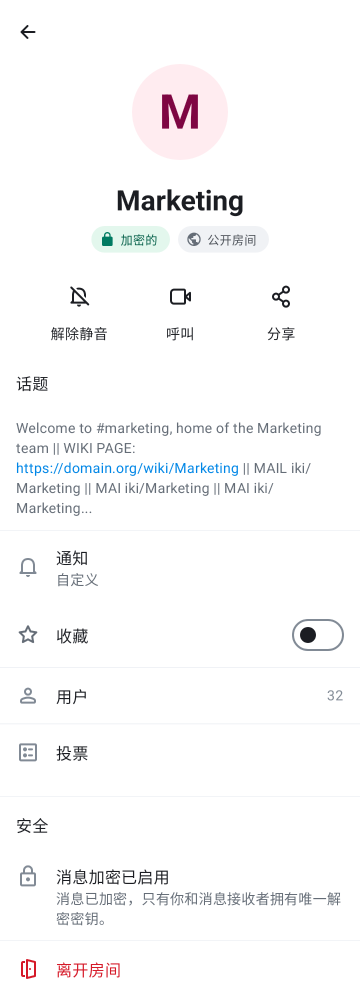 M
Marketing
加密的
公开房间
解除静音
呼叫
分享
话题
Welcome to #marketing, home of the Marketing
team || WIKI PAGE:
https://domain.org/wiki/Marketing || MAIL iki/
Marketing || MAI iki/Marketing || MAI iki/
Marketing...
通知
自定义
收藏
用户
32
投票
安全
消息加密已启用
消息已加密，只有你和消息接收者拥有唯一解
密密钥。
离开房间